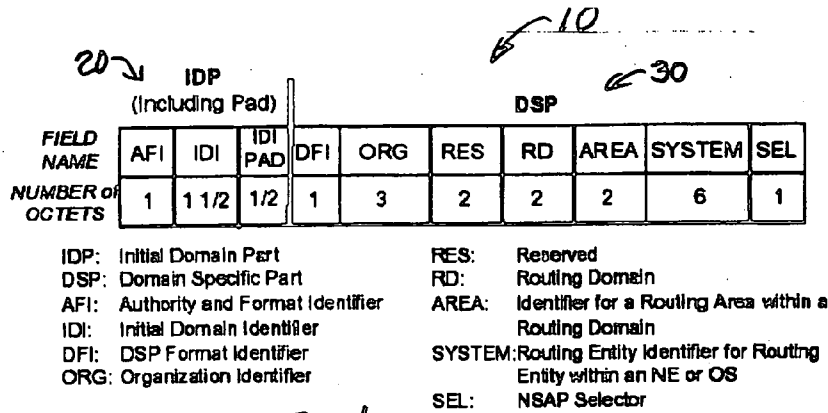 10
20 IDP 30
(Including Pad) DSP
FIELD NAME AFI IDI IDI PAD DFI ORG RES RD AREA SYSTEM SEL
NUMBER OF OCTETS 1 1 1/2 1/2 1 3 2 2 2 6 1
IDP: Initial Domain Part
DSP: Domain Specific Part
AFI: Authority and Format Identifier
IDI: Initial Domain Identifier
DFI: DSP Format Identifier
ORG: Organization Identifier
RES: Reserved
RD: Routing Domain
AREA: Identifier for a Routing Area within a
Routing Domain
SYSTEM: Routing Entity Identifier for Routing
Entity within an NE or OS
SEL: NSAP Selector